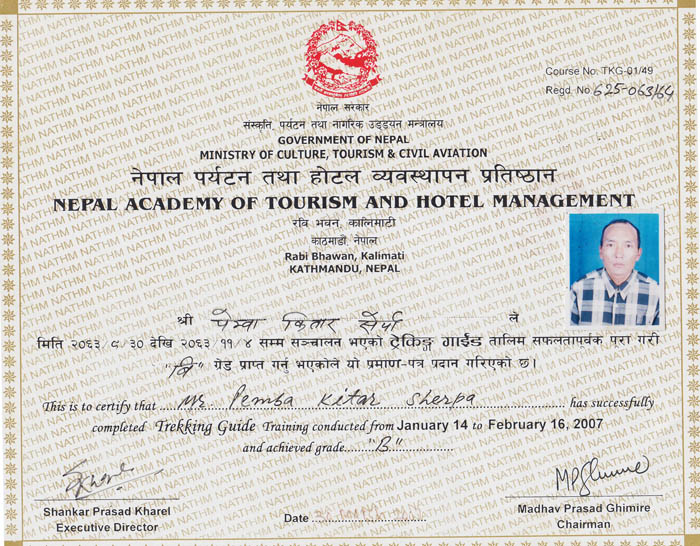 Course No. TKG-01/49
Regd. No. 625-063/64
नेपाल सरकार
संस्कृति, पर्यटन तथा नागरिक उड्डयन मन्त्रालय
GOVERNMENT OF NEPAL
MINISTRY OF CULTURE, TOURISM & CIVIL AVIATION
नेपाल पर्यटन तथा होटल व्यवस्थापन प्रतिष्ठान
NEPAL ACADEMY OF TOURISM AND HOTEL MANAGEMENT
रवि भवन, कालिमाटी
काठमाडौं, नेपाल
Rabi Bhawan, Kalimati
KATHMANDU, NEPAL
श्री पेम्वा कितार सेर्पा ले
मिति २०६३/९/३० देखि २०६३/११/४ सम्म सञ्चालन भएको ट्रेकिङ्ग गाईड तालिम सफलतापूर्वक पूरा गरी
"बि" ग्रेड प्राप्त गर्नु भएकोले यो प्रमाण-पत्र प्रदान गरिएको छ।
This is to certify that Mr. Pemba Kitar Sherpa has successfully
completed Trekking Guide Training conducted from January 14 to February 16, 2007
and achieved grade "B"
Shankar Prasad Kharel
Executive Director
Date
Madhav Prasad Ghimire
Chairman
NATHM